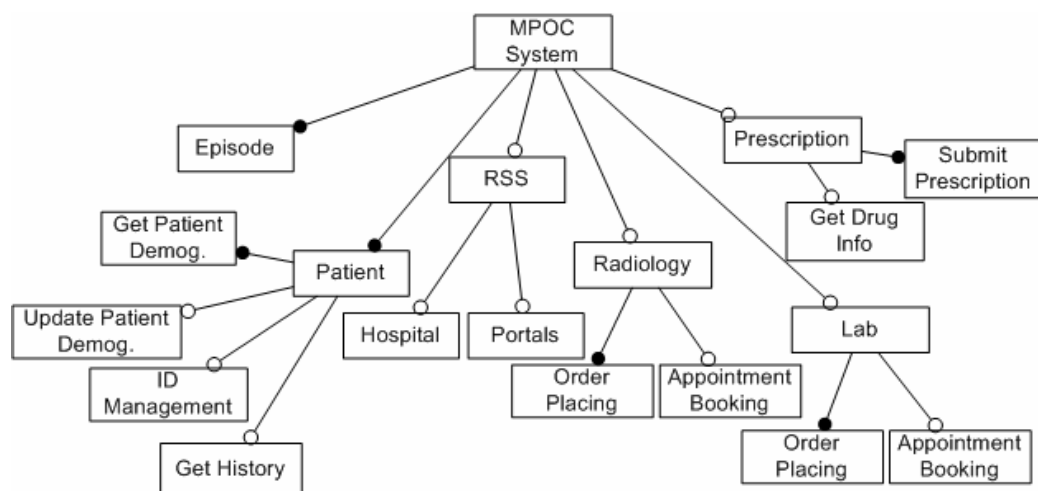 MPOC
System
Episode
RSS
Prescription
Submit
Prescription
Get Drug
Info
Get Patient
Demog.
Patient
Radiology
Update Patient
Demog.
Hospital
Portals
Lab
ID
Management
Order
Placing
Appointment
Booking
Get History
Order
Placing
Appointment
Booking